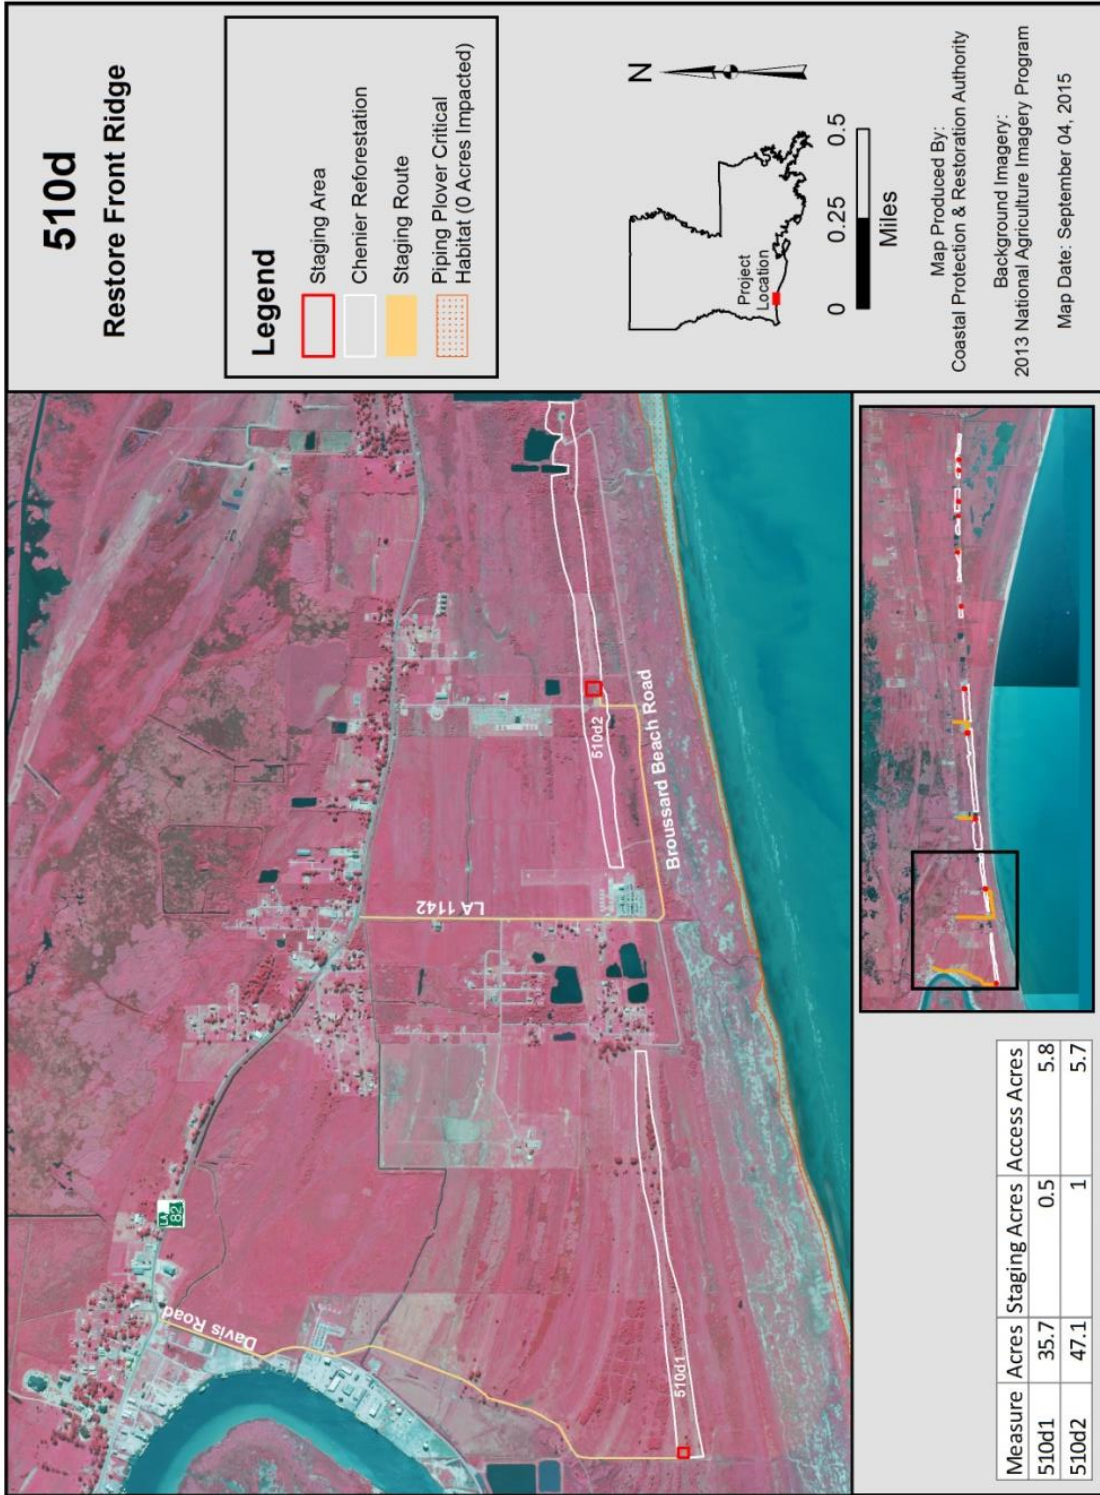 510d
Restore Front Ridge
Legend
Staging Area
Chenier Reforestation
Staging Route
Piping Plover Critical
Habitat (0 Acres Impacted)
N
Project
Location
0 0.25 0.5
Miles
Map Produced By:
Coastal Protection & Restoration Authority
Background Imagery:
2013 National Agriculture Imagery Program
Map Date: September 04, 2015
LA
82
Davis Road
LA 1142
Broussard Beach Road
510d1
510d2
Measure Acres Staging Acres Access Acres
510d1 35.7 0.5 5.8
510d2 47.1 1 5.7